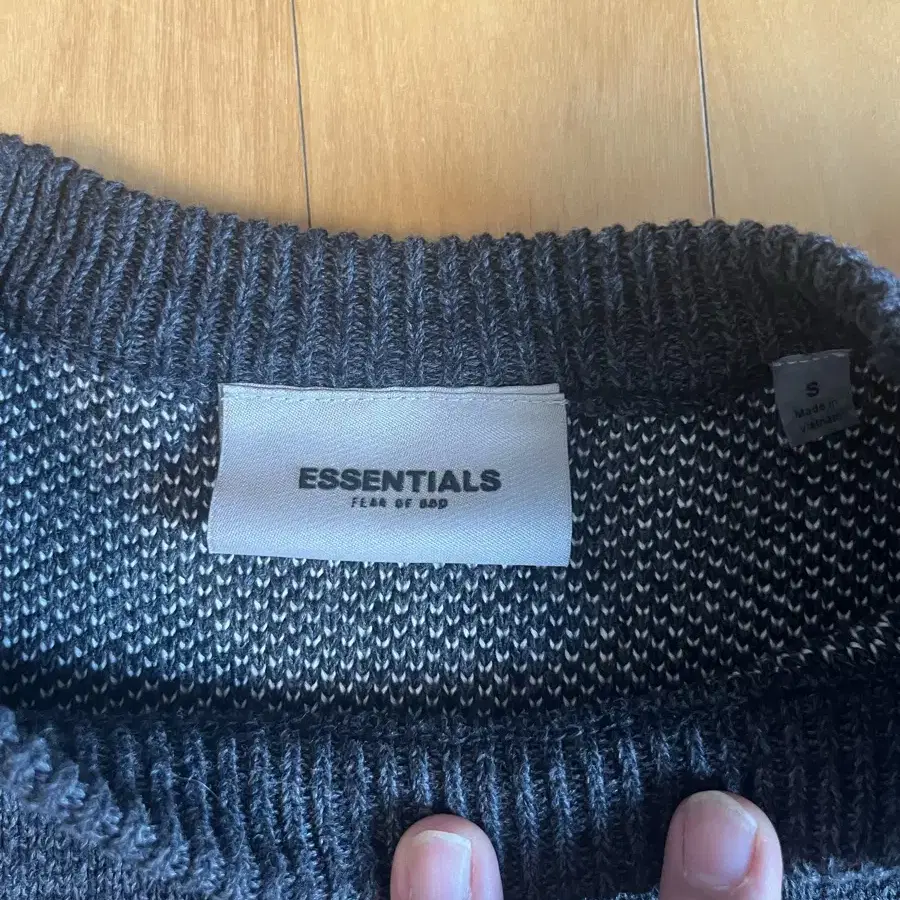 ESSENTIALS
FEAR OF GOD
S
Made in
Vietnam